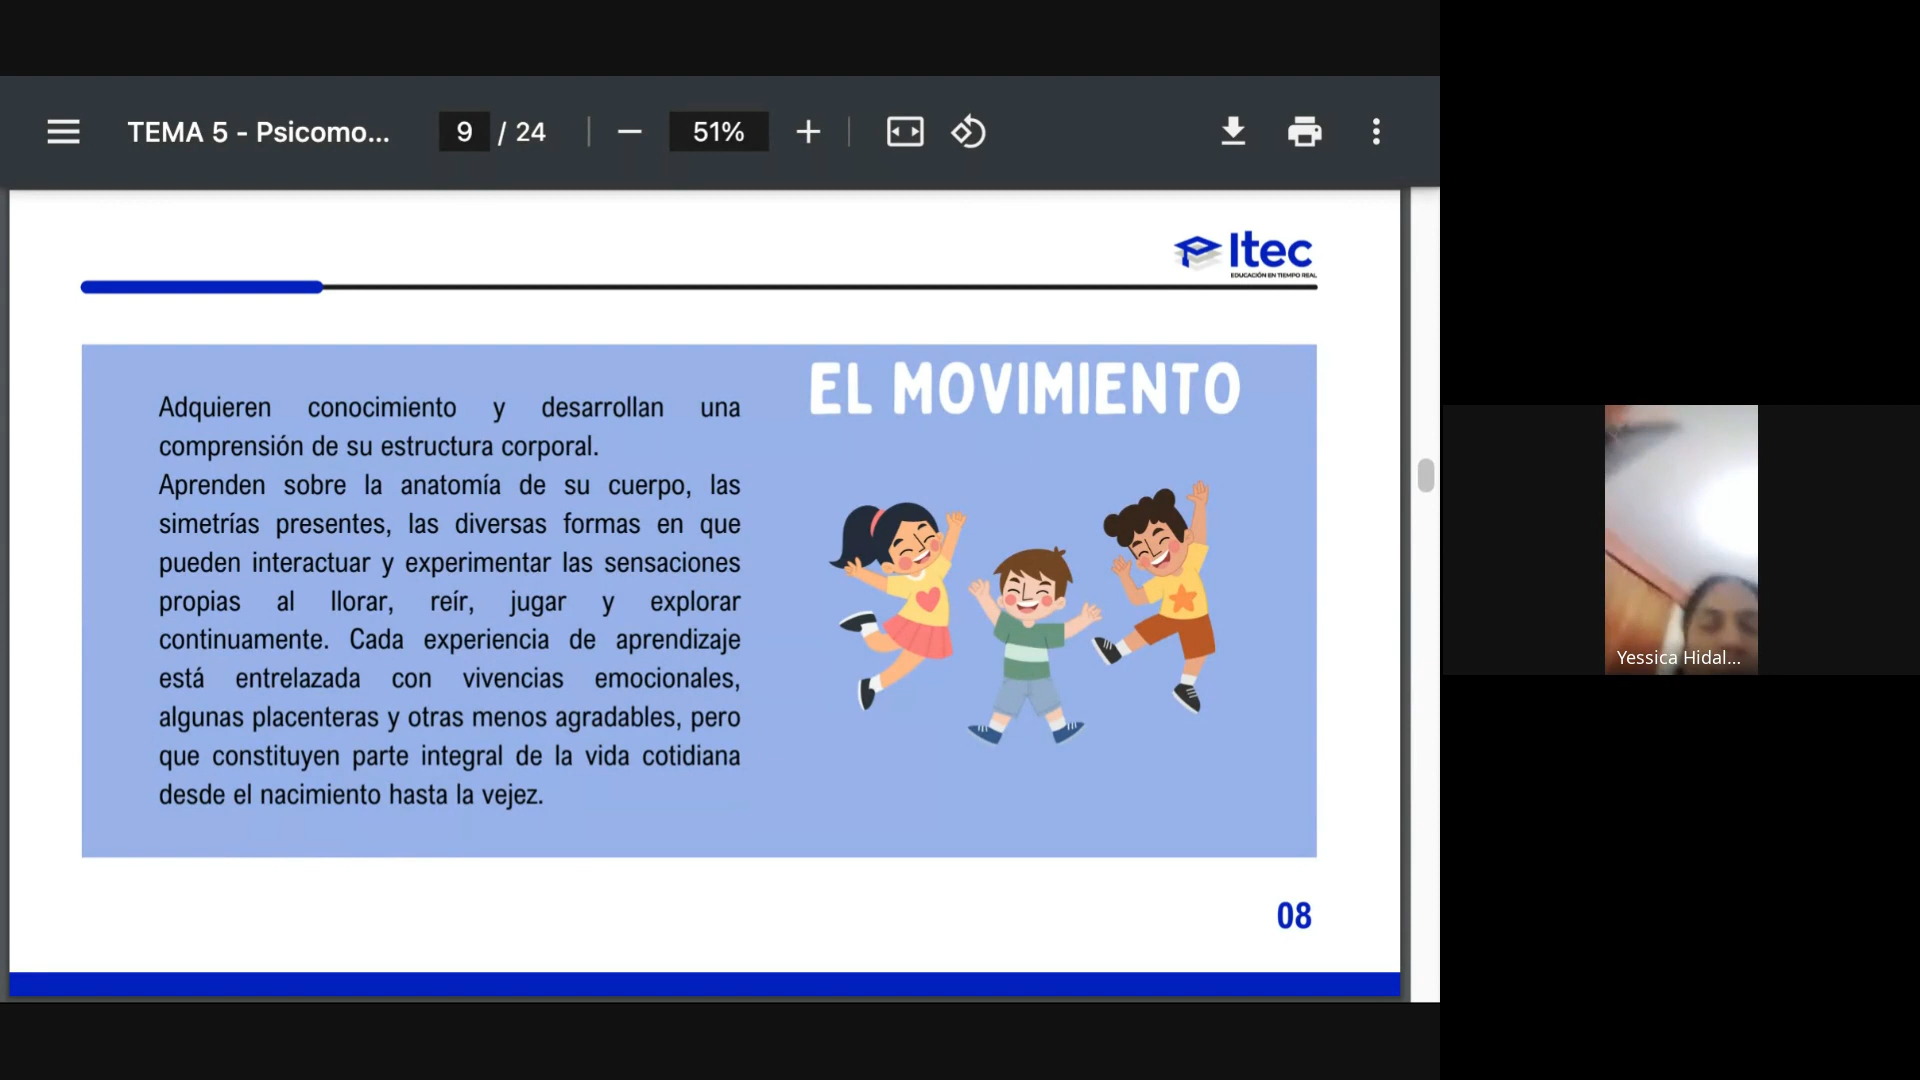 TEMA 5 - Psicomo...
9 / 24
51%
Itec
EDUCACIÓN EN TIEMPO REAL
EL MOVIMIENTO
Adquieren conocimiento y desarrollan una
comprensión de su estructura corporal.
Aprenden sobre la anatomía de su cuerpo, las
simetrías presentes, las diversas formas en que
pueden interactuar y experimentar las sensaciones
propias al llorar, reír, jugar y explorar
continuamente. Cada experiencia de aprendizaje
está entrelazada con vivencias emocionales,
algunas placenteras y otras menos agradables, pero
que constituyen parte integral de la vida cotidiana
desde el nacimiento hasta la vejez.
08
Yessica Hidal...